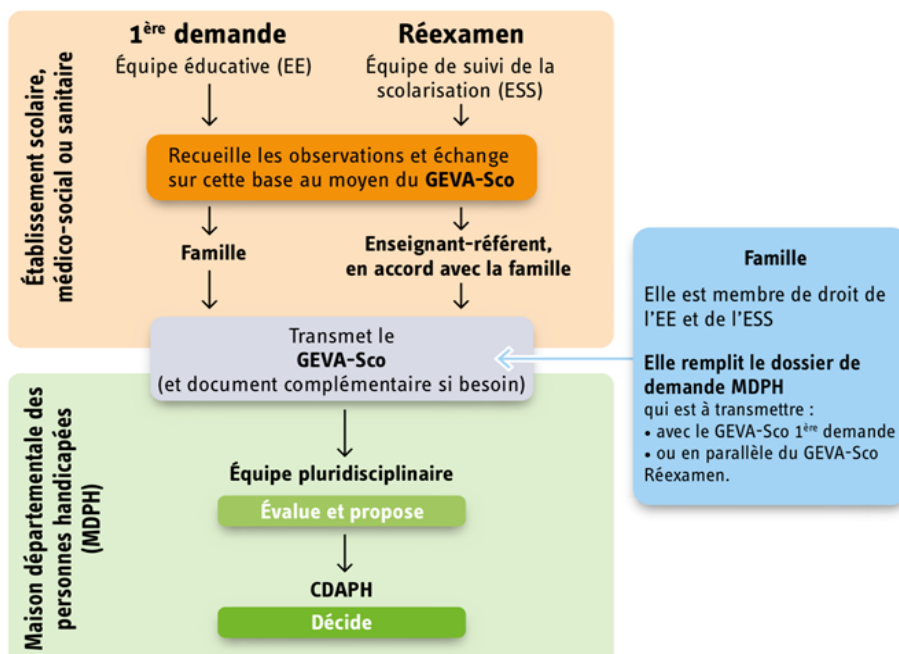 Établissement scolaire,
médico-social ou sanitaire
1ère demande
Équipe éducative (EE)
Réexamen
Équipe de suivi de la
scolarisation (ESS)
Recueille les observations et échange
sur cette base au moyen du GEVA-Sco
Famille
Enseignant-référent,
en accord avec la famille
Transmet le
GEVA-Sco
(et document complémentaire si besoin)
Famille
Elle est membre de droit de
l'EE et de l'ESS
Elle remplit le dossier de
demande MDPH
qui est à transmettre :
• avec le GEVA-Sco 1ère demande
• ou en parallèle du GEVA-Sco
Réexamen.
Maison départementale des
personnes handicapées
(MDPH)
Équipe pluridisciplinaire
Évalue et propose
CDAPH
Décide